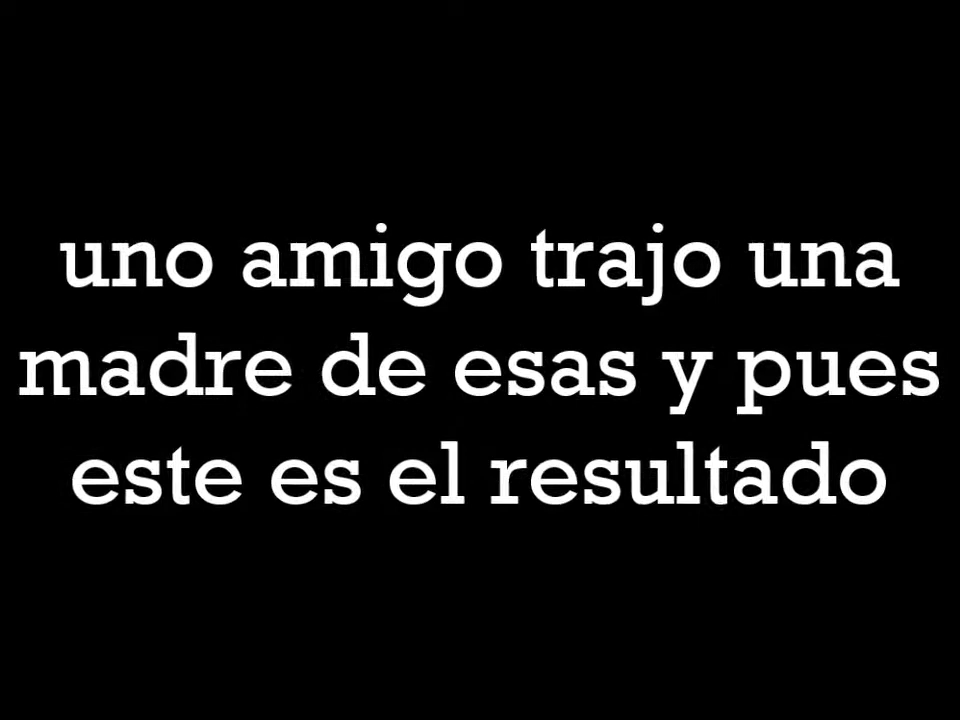 uno amigo trajo una
madre de esas y pues
este es el resultado